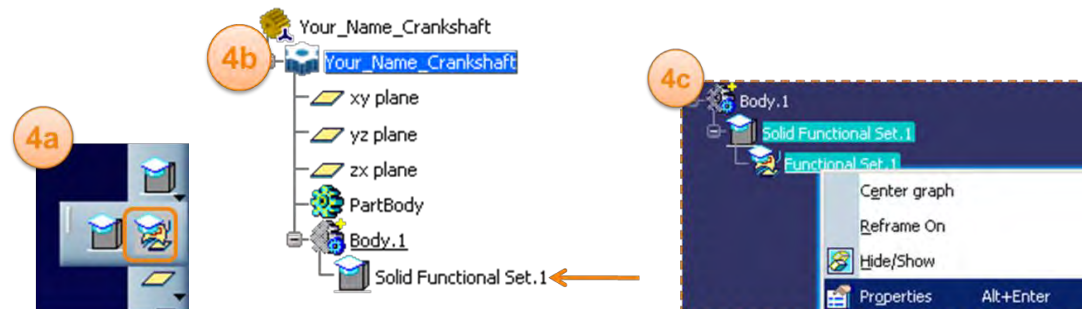 4a
4b
Your_Name_Crankshaft
Your_Name_Crankshaft
xy plane
yz plane
zx plane
PartBody
Body.1
Solid Functional Set.1
4c
Body.1
Solid Functional Set.1
Functional Set.1
Center graph
Reframe On
Hide/Show
Properties Alt+Enter